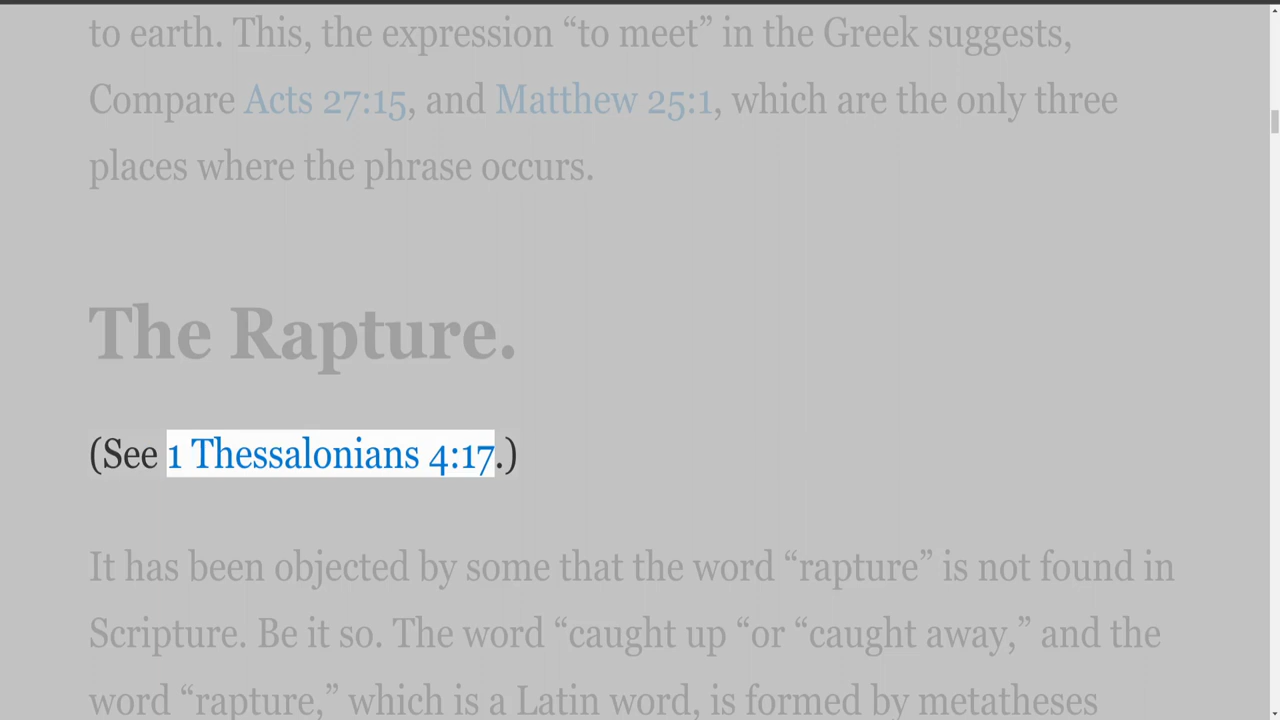 to earth. This, the expression “to meet” in the Greek suggests,
Compare Acts 27:15, and Matthew 25:1, which are the only three
places where the phrase occurs.
The Rapture.
(See 1 Thessalonians 4:17.)
It has been objected by some that the word “rapture” is not found in
Scripture. Be it so. The word “caught up “or “caught away,” and the
word “rapture,” which is a Latin word, is formed by metatheses